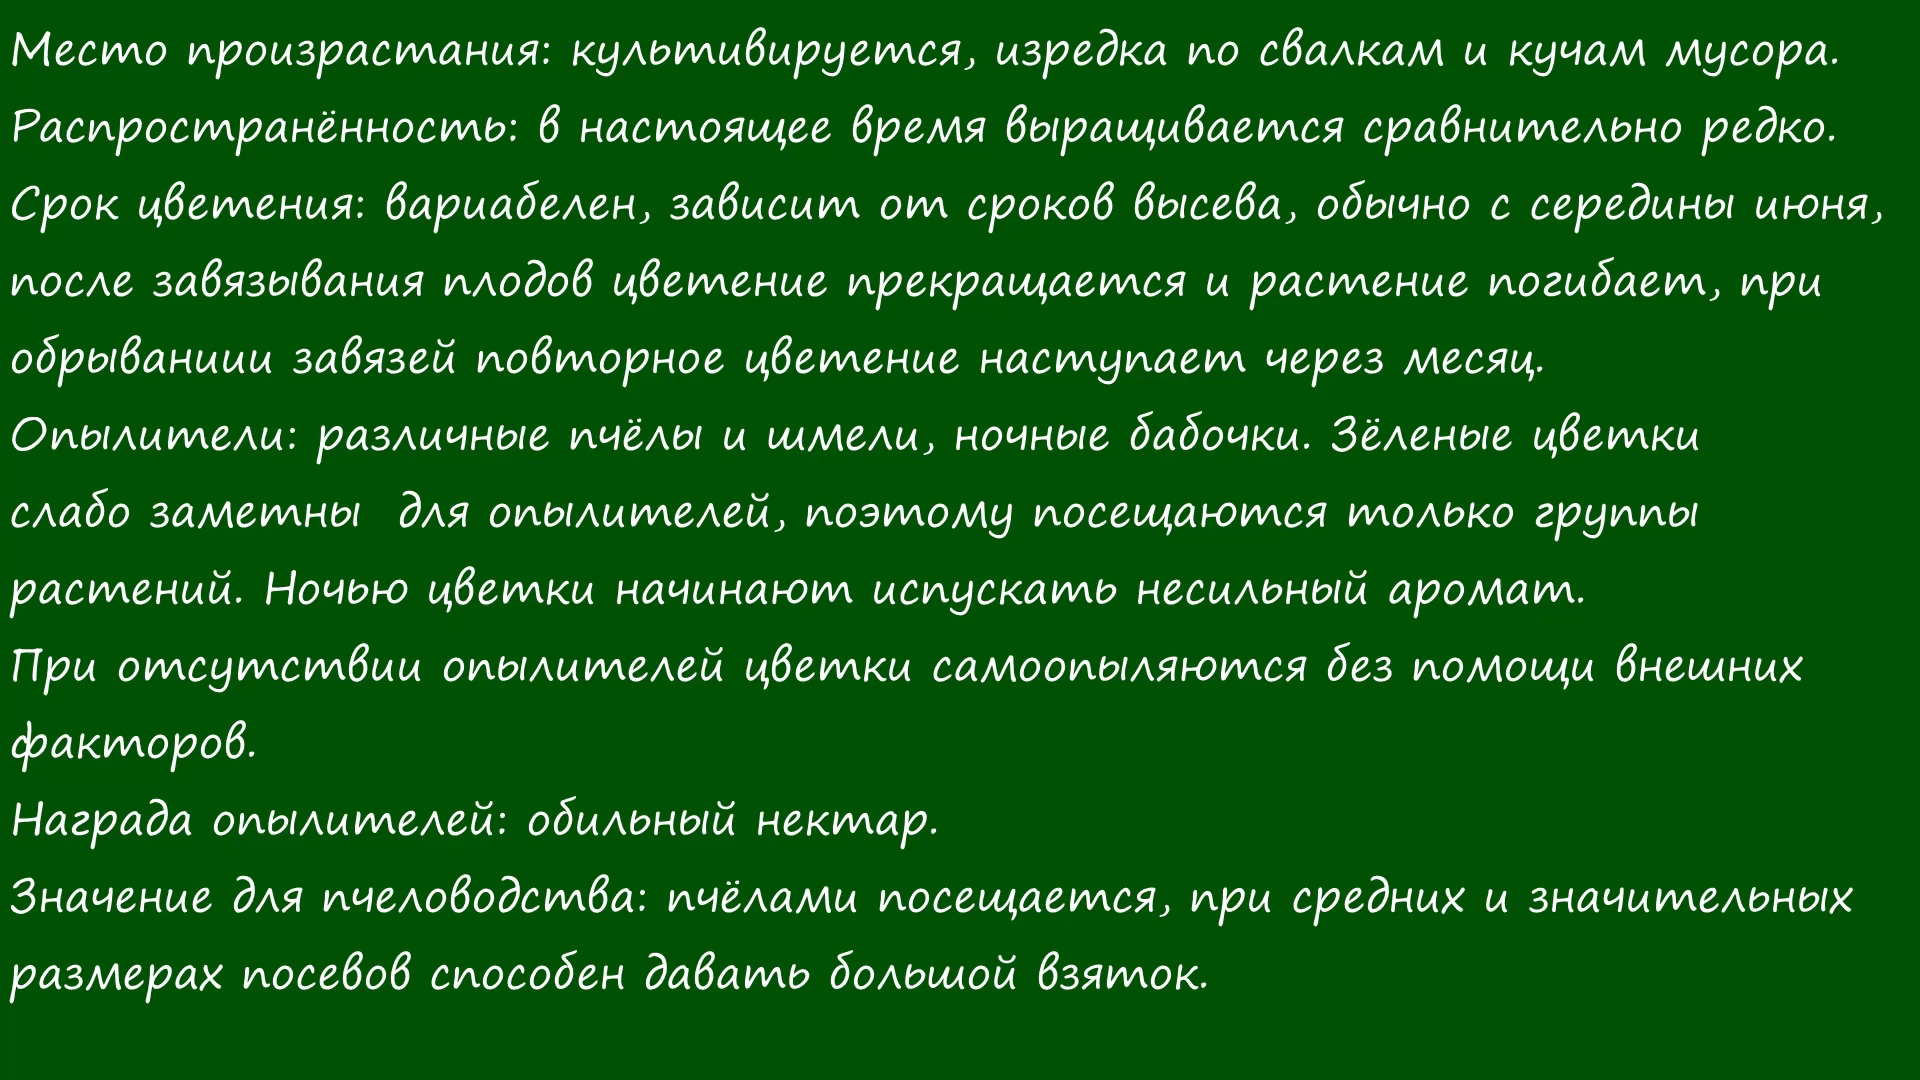 Место произрастания: культивируется, изредка по свалкам и кучам мусора.
Распространённость: в настоящее время выращивается сравнительно редко.
Срок цветения: вариабелен, зависит от сроков высева, обычно с середины июня,
после завязывания плодов цветение прекращается и растение погибает, при
обрываниии завязей повторное цветение наступает через месяц.
Опылители: различные пчёлы и шмели, ночные бабочки. Зёленые цветки
слабо заметны  для опылителей, поэтому посещаются только группы
растений. Ночью цветки начинают испускать несильный аромат.
При отсутствии опылителей цветки самоопыляются без помощи внешних
факторов.
Награда опылителей: обильный нектар.
Значение для пчеловодства: пчёлами посещается, при средних и значительных
размерах посевов способен давать большой взяток.